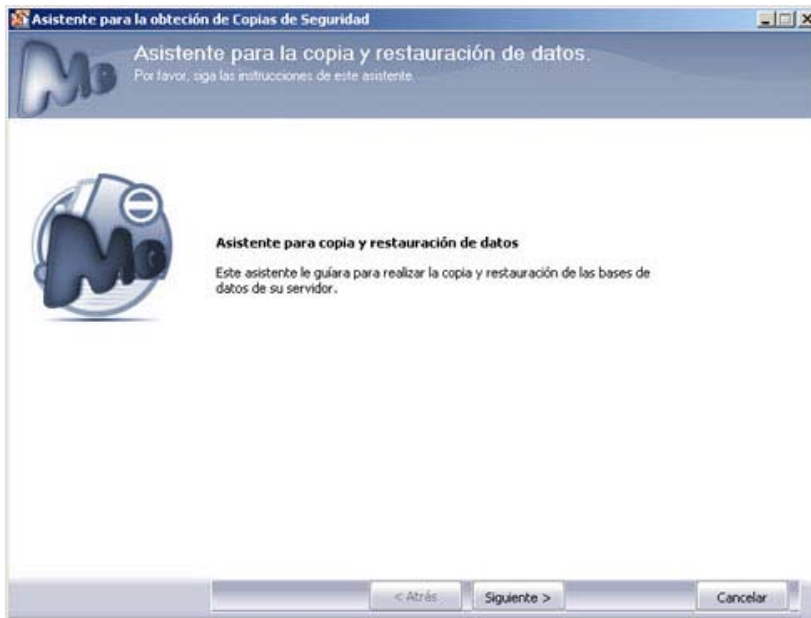 Asistente para la obteción de Copias de Seguridad
Asistente para la copia y restauración de datos.
Por favor, siga las instrucciones de este asistente.
Mg
Mg
Asistente para copia y restauración de datos
Este asistente le guíara para realizar la copia y restauración de las bases de
datos de su servidor.
< Atrás
Siguiente >
Cancelar